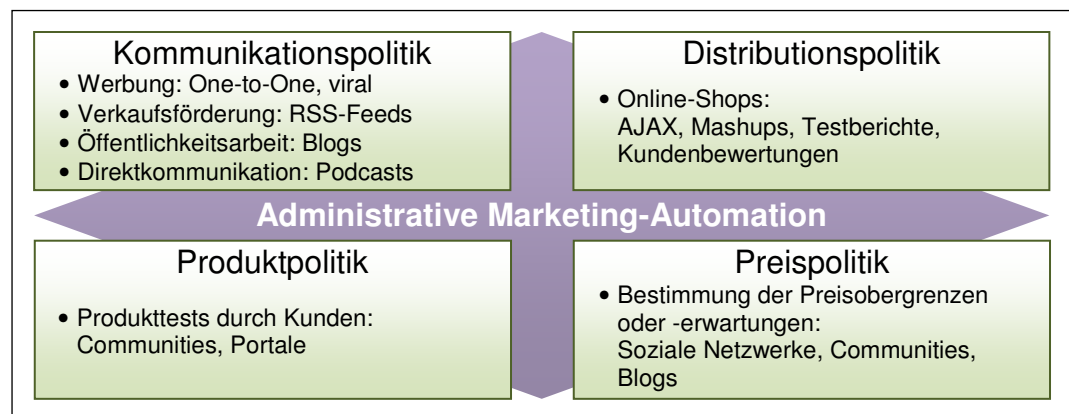 Kommunikationspolitik
• Werbung: One-to-One, viral
• Verkaufsförderung: RSS-Feeds
• Öffentlichkeitsarbeit: Blogs
• Direktkommunikation: Podcasts
Distributionspolitik
• Online-Shops:
AJAX, Mashups, Testberichte,
Kundenbewertungen
Administrative Marketing-Automation
Produktpolitik
• Produkttests durch Kunden:
Communities, Portale
Preispolitik
• Bestimmung der Preisobergrenzen
oder -erwartungen:
Soziale Netzwerke, Communities,
Blogs